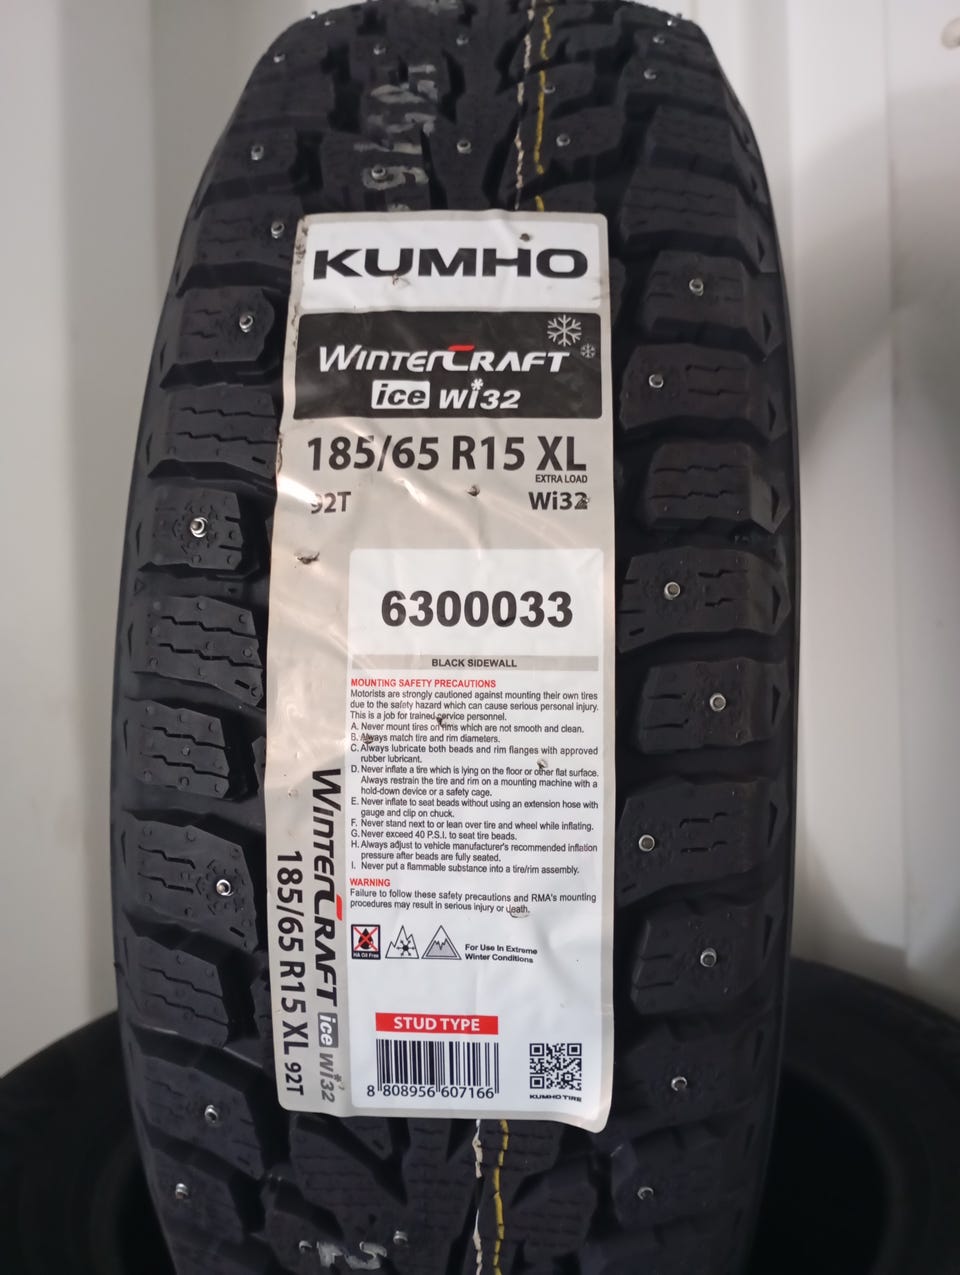 KUMHO
WINTERCRAFT
ice wi32
185/65 R15 XL
EXTRA LOAD
92T Wi32
6300033
BLACK SIDEWALL
MOUNTING SAFETY PRECAUTIONS
Motorists are strongly cautioned against mounting their own tires
due to the safety hazard which can cause serious personal injury.
This is a job for trained service personnel.
A. Never mount tires on rims which are not smooth and clean.
B. Always match tire and rim diameters.
C. Always lubricate both beads and rim flanges with approved
rubber lubricant.
D. Never inflate a tire which is lying on the floor or other flat surface.
Always restrain the tire and rim on a mounting machine with a
hold-down device or a safety cage.
E. Never inflate to seat beads without using an extension hose with
gauge and clip on chuck.
F. Never stand next to or lean over tire and wheel while inflating.
G. Never exceed 40 P.S.I. to seat tire beads.
H. Always adjust to vehicle manufacturer's recommended inflation
pressure after beads are fully seated.
I. Never put a flammable substance into a tire/rim assembly.
WARNING
Failure to follow these safety precautions and RMA's mounting
procedures may result in serious injury or death.
HA Oil Free
For Use In Extreme
Winter Conditions
STUD TYPE
8 808956 607166
KUMHO TIRE
WINTERCRAFT ice wi32
185/65 R15 XL 92T